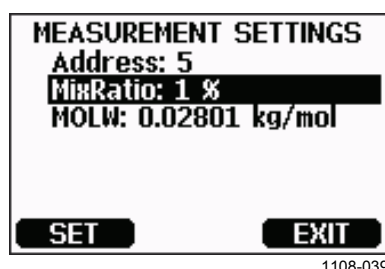 MEASUREMENT SETTINGS
Address: 5
MixRatio: 1 %
MOLW: 0.02801 kg/mol
SET EXIT
1108-039